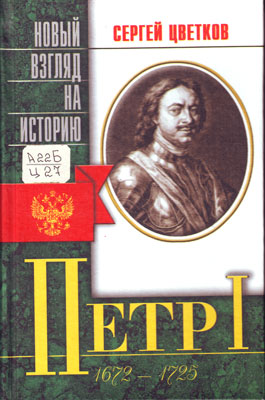 НОВЫЙ
ВЗГЛЯД
НА
ИСТОРИЮ
СЕРГЕЙ ЦВЕТКОВ
А22Б
Ц27
ПЕТР I
1672 – 1725